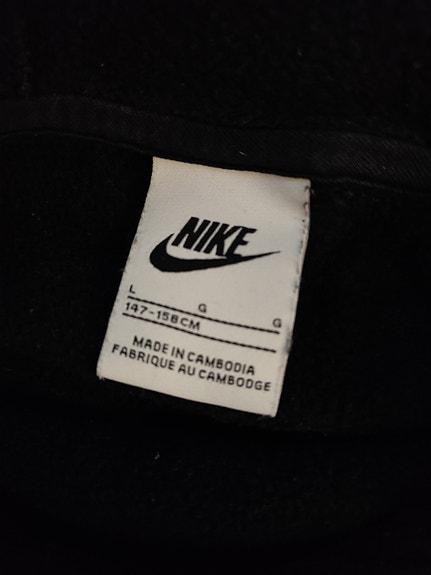 NIKE
L G G
147-158CM
MADE IN CAMBODIA
FABRIQUE AU CAMBODGE